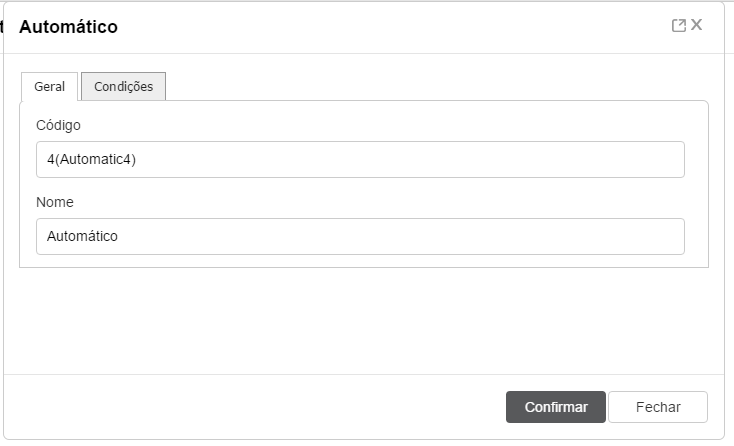 Automático
Geral
Condições
Código
4(Automatic4)
Nome
Automático
Confirmar
Fechar